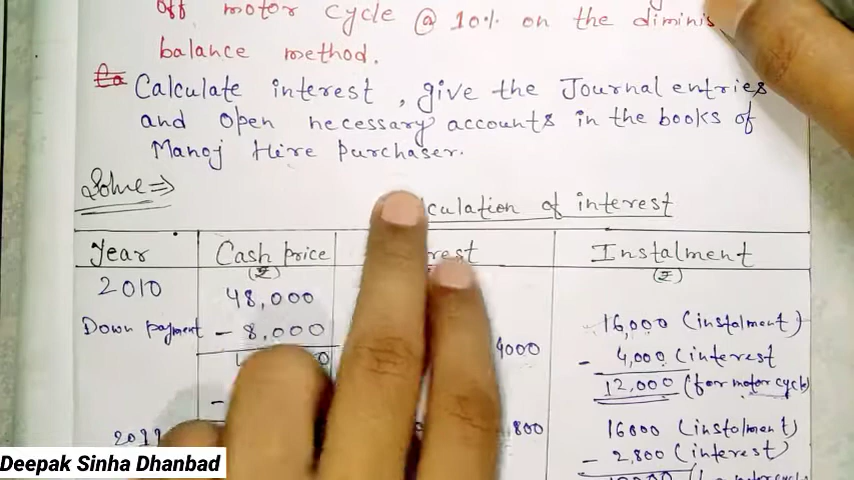 off motor cycle @ 10% on the diminis
balance method.
Calculate interest, give the Journal entries
and open necessary accounts in the books of
Manoj Hire Purchaser.
Solve ⇒
culation of interest
Year Cash price rest Instalment
(₹) (₹)
2010 48,000
16,000 (instalment)
Down payment - 8,000
4000 - 4,000 (interest
12,000 (for motor cycle)
2011 ,800 16000 (instolment)
- 2,800 (interest)
Deepak Sinha Dhanbad